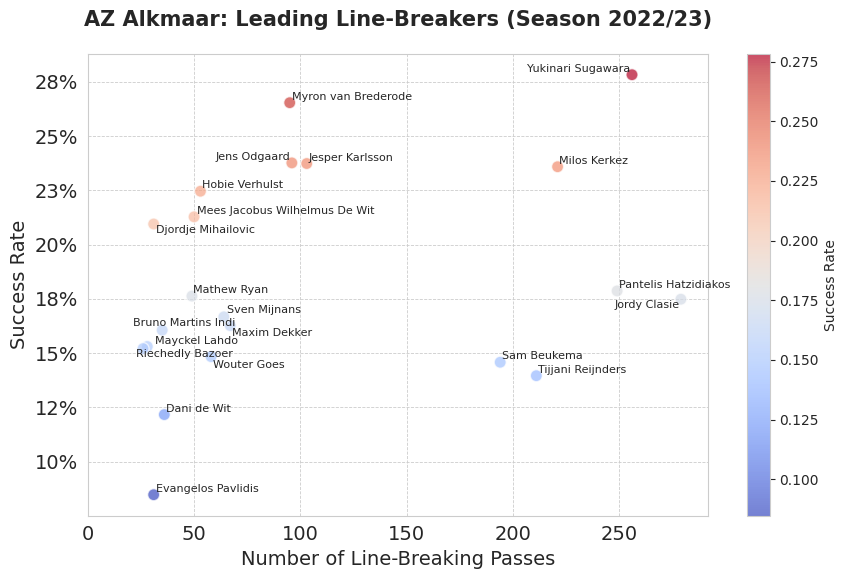 AZ Alkmaar: Leading Line-Breakers (Season 2022/23)
28%
25%
23%
20%
18%
15%
12%
10%
Success Rate
Yukinari Sugawara
Myron van Brederode
Jens Odgaard
Jesper Karlsson
Milos Kerkez
Hobie Verhulst
Mees Jacobus Wilhelmus De Wit
Djordje Mihailovic
Mathew Ryan
Pantelis Hatzidiakos
Jordy Clasie
Sven Mijnans
Bruno Martins Indi
Maxim Dekker
Mayckel Lahdo
Riechedly Bazoer
Wouter Goes
Sam Beukema
Tijjani Reijnders
Dani de Wit
Evangelos Pavlidis
0
50
100
150
200
250
Number of Line-Breaking Passes
0.275
0.250
0.225
0.200
0.175
0.150
0.125
0.100
Success Rate